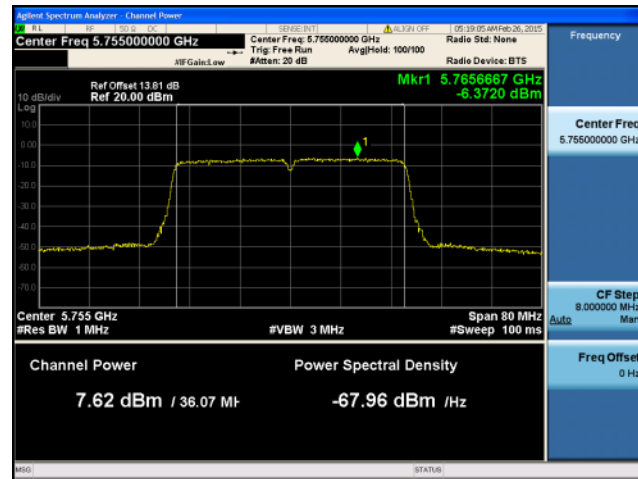 Agilent Spectrum Analyzer - Channel Power
RL RF 50 Ω DC SENSE:INT ALIGN OFF 05:19:05 AM Feb 26, 2015
Center Freq 5.755000000 GHz
Center Freq: 5.755000000 GHz
Radio Std: None
Trig: Free Run Avg|Hold: 100/100
#IFGain:Low #Atten: 20 dB Radio Device: BTS
Ref Offset 13.81 dB
10 dB/div Ref 20.00 dBm
Mkr1 5.7656667 GHz
-6.3720 dBm
Log
10.0
0.00
-10.0
-20.0
-30.0
-40.0
-50.0
-60.0
-70.0
1
Center 5.755 GHz Span 80 MHz
#Res BW 1 MHz #VBW 3 MHz #Sweep 100 ms
Channel Power Power Spectral Density
7.62 dBm / 36.07 MH -67.96 dBm /Hz
MSG STATUS
Frequency
Center Freq
5.755000000 GHz
CF Step
8.000000 MHz
Auto Man
Freq Offset
0 Hz